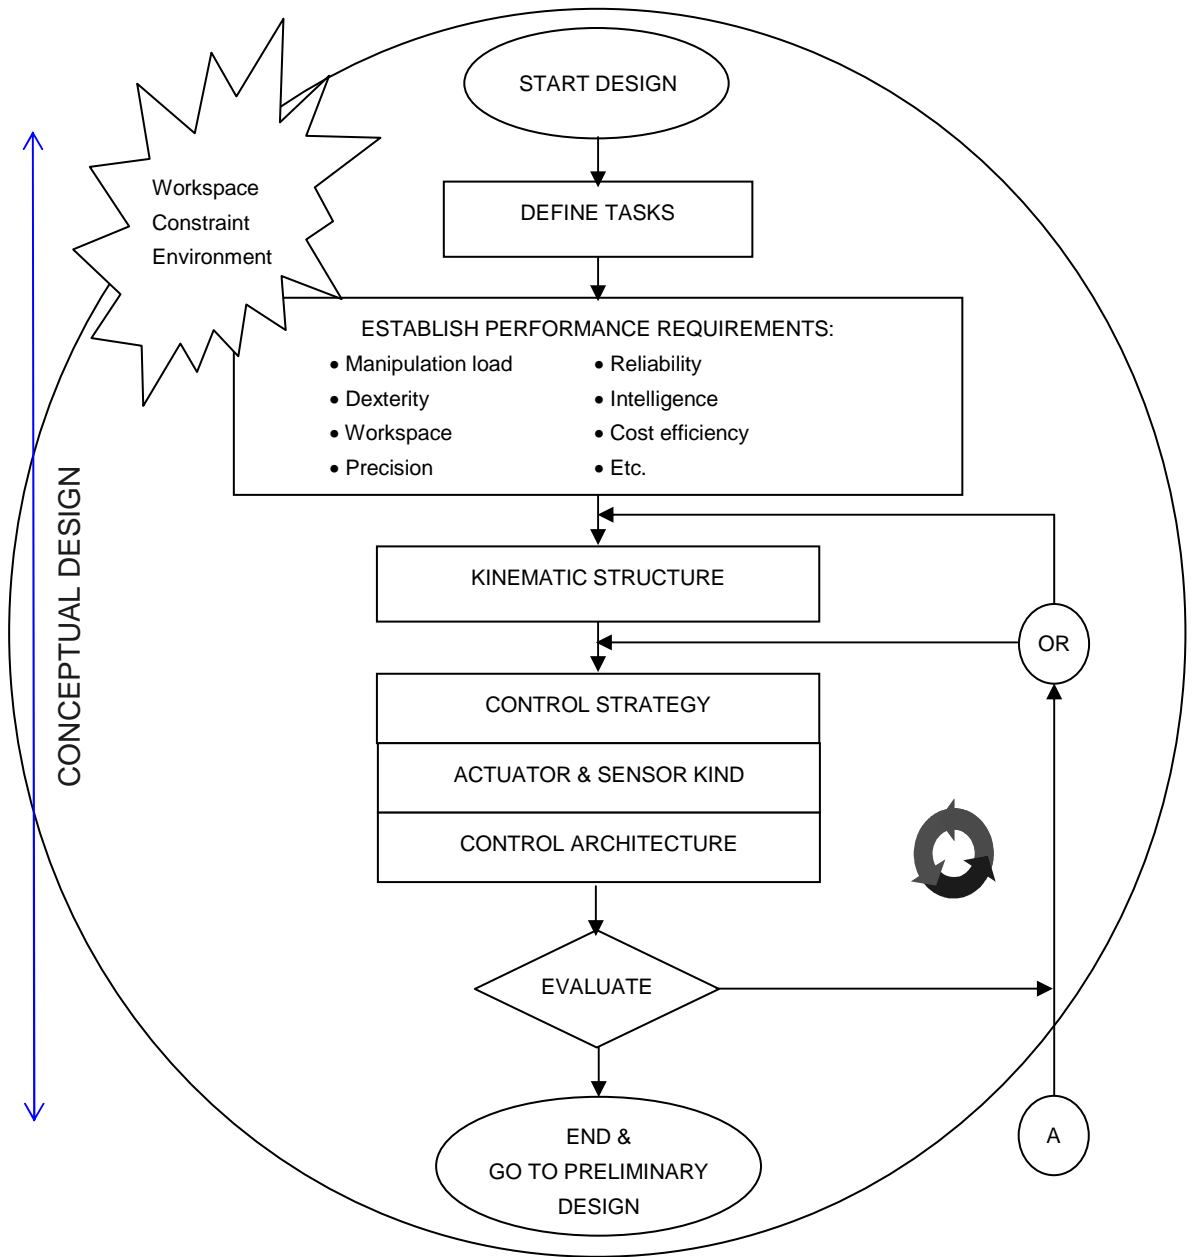 START DESIGN
Workspace
Constraint
Environment
DEFINE TASKS
ESTABLISH PERFORMANCE REQUIREMENTS:
• Manipulation load
• Dexterity
• Workspace
• Precision
• Reliability
• Intelligence
• Cost efficiency
• Etc.
CONCEPTUAL DESIGN
KINEMATIC STRUCTURE
OR
CONTROL STRATEGY
ACTUATOR & SENSOR KIND
CONTROL ARCHITECTURE
EVALUATE
END &
GO TO PRELIMINARY
DESIGN
A